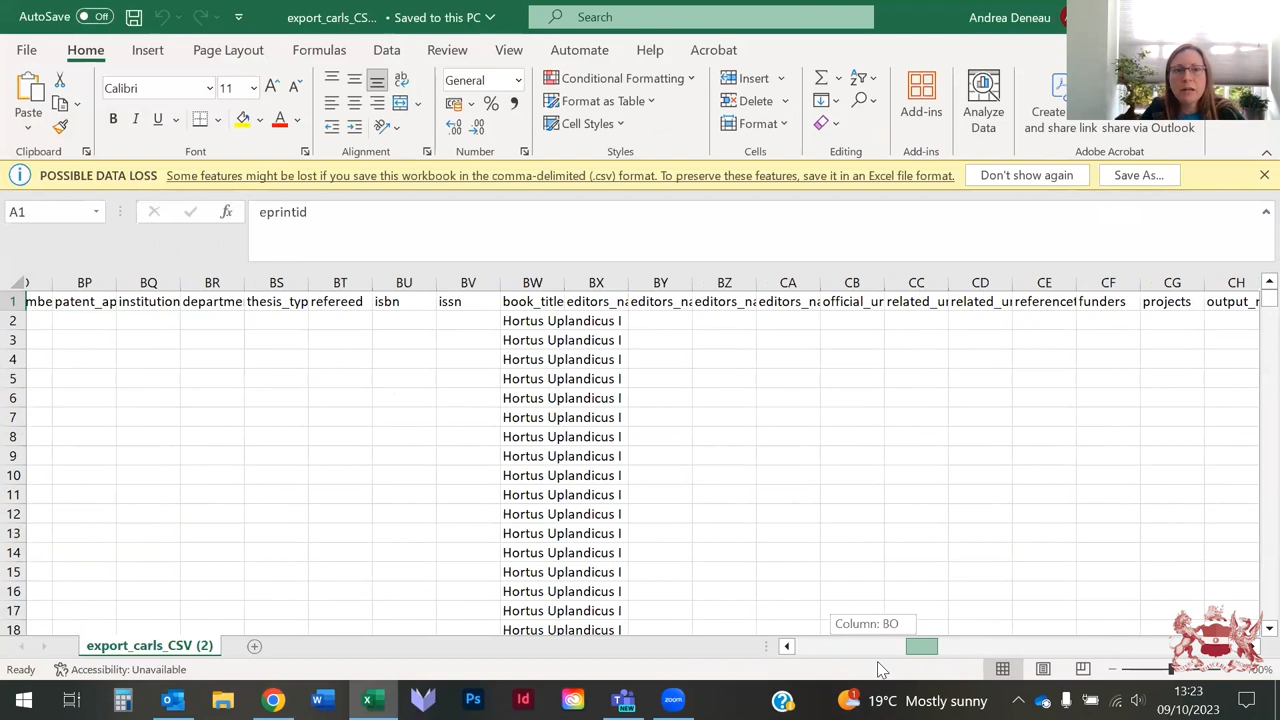 AutoSave Off export_carls_CS... • Saved to this PC Search Andrea Deneau
File Home Insert Page Layout Formulas Data Review View Automate Help Acrobat
Paste
Clipboard
Calibri 11
B I U
Font
Alignment
General
Number
Conditional Formatting
Format as Table
Cell Styles
Styles
Insert
Delete
Format
Cells
Editing
Add-ins
Add-ins
Analyze
Data
and share link share via Outlook
Adobe Acrobat
POSSIBLE DATA LOSS Some features might be lost if you save this workbook in the comma-delimited (.csv) format. To preserve these features, save it in an Excel file format. Don't show again Save As...
A1 fx eprintid
BP BQ BR BS BT BU BV BW BX BY BZ CA CB CC CD CE CF CG CH
1 mbe patent_ap institution departme thesis_typ refereed isbn issn book_title editors_na editors_na editors_na editors_na official_ur related_ur related_ur referencet funders projects output_
2 Hortus Uplandicus I
3 Hortus Uplandicus I
4 Hortus Uplandicus I
5 Hortus Uplandicus I
6 Hortus Uplandicus I
7 Hortus Uplandicus I
8 Hortus Uplandicus I
9 Hortus Uplandicus I
10 Hortus Uplandicus I
11 Hortus Uplandicus I
12 Hortus Uplandicus I
13 Hortus Uplandicus I
14 Hortus Uplandicus I
15 Hortus Uplandicus I
16 Hortus Uplandicus I
17 Hortus Uplandicus I
18 Hortus Uplandicus I
Column: BO
export_carls_CSV (2)
Ready Accessibility: Unavailable
19°C Mostly sunny
13:23
09/10/2023